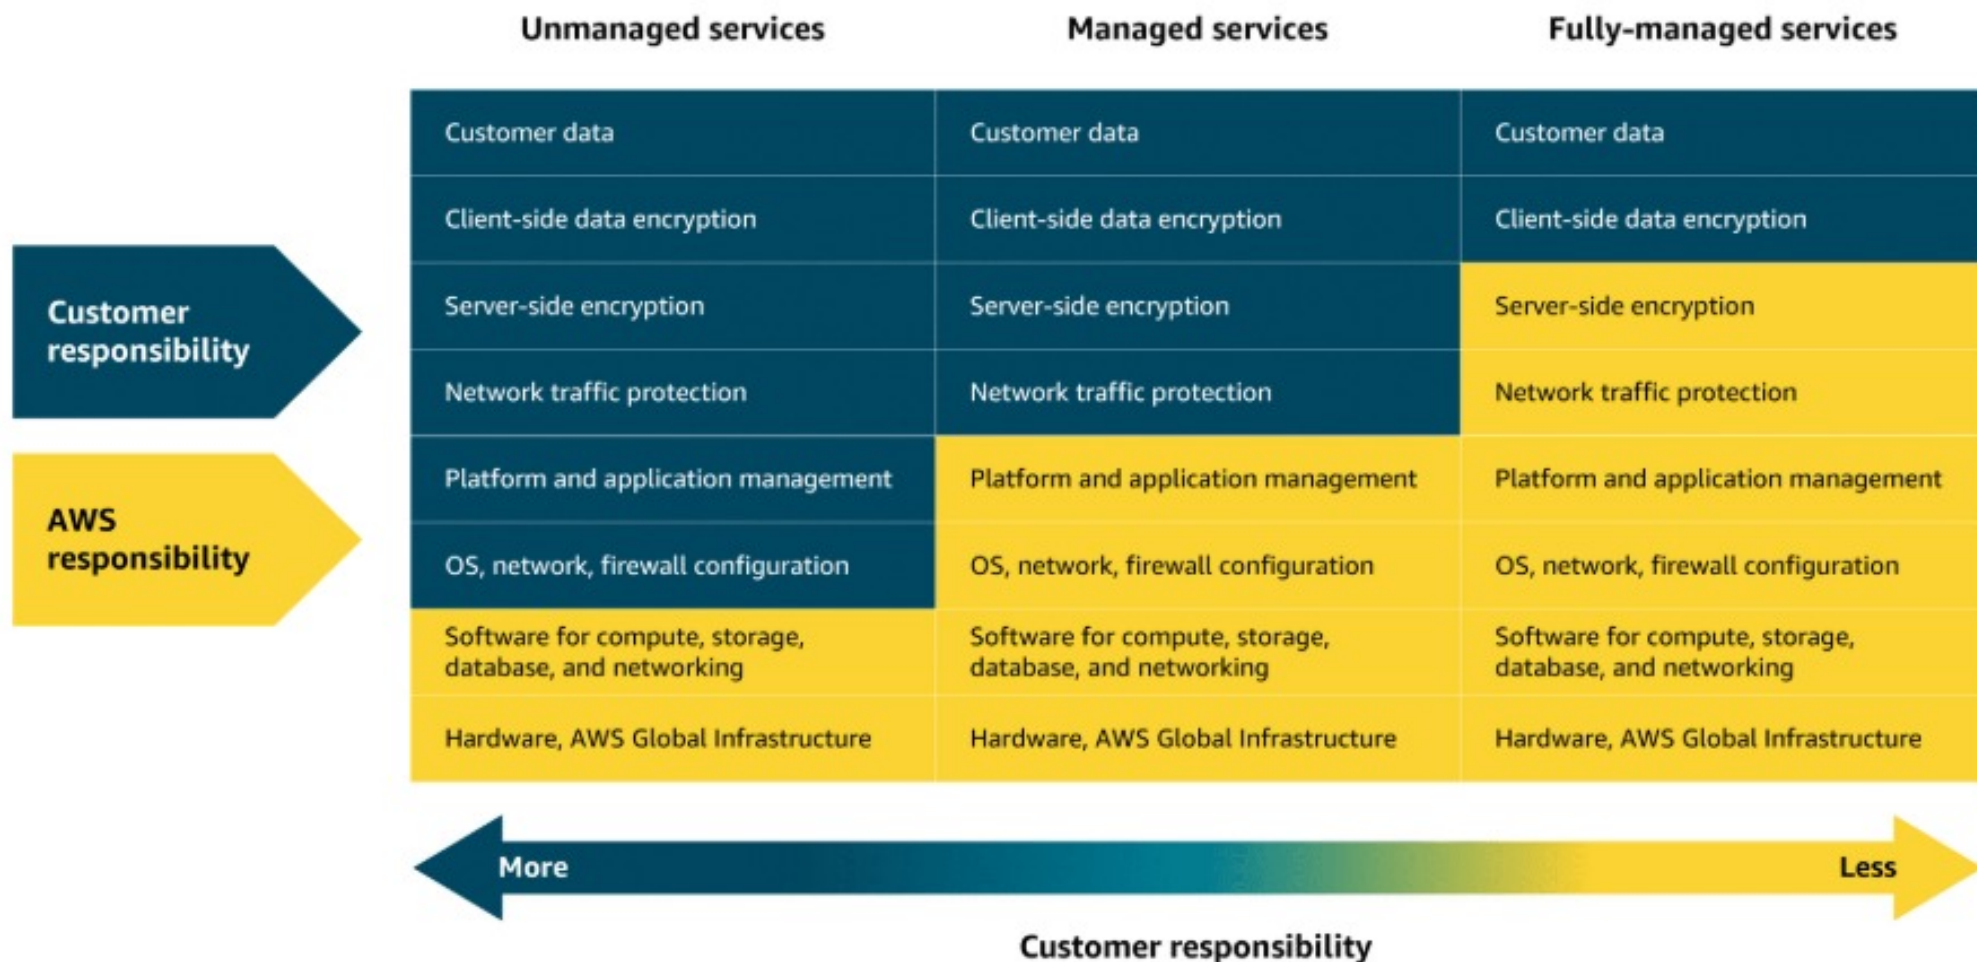 Unmanaged services
Managed services
Fully-managed services
Customer data
Customer data
Customer data
Client-side data encryption
Client-side data encryption
Client-side data encryption
Customer
responsibility
Server-side encryption
Server-side encryption
Server-side encryption
Network traffic protection
Network traffic protection
Network traffic protection
AWS
responsibility
Platform and application management
Platform and application management
Platform and application management
OS, network, firewall configuration
OS, network, firewall configuration
OS, network, firewall configuration
Software for compute, storage,
database, and networking
Software for compute, storage,
database, and networking
Software for compute, storage,
database, and networking
Hardware, AWS Global Infrastructure
Hardware, AWS Global Infrastructure
Hardware, AWS Global Infrastructure
More
Less
Customer responsibility